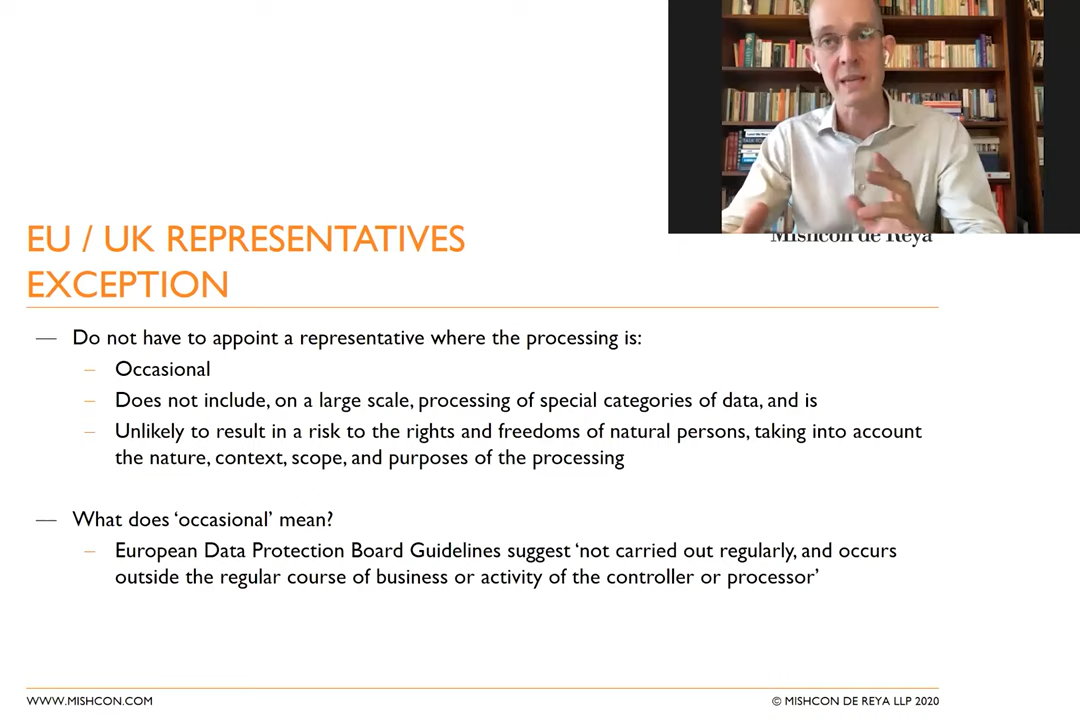 Mishcon de Reya
EU / UK REPRESENTATIVES
EXCEPTION
— Do not have to appoint a representative where the processing is:
– Occasional
– Does not include, on a large scale, processing of special categories of data, and is
– Unlikely to result in a risk to the rights and freedoms of natural persons, taking into account
the nature, context, scope, and purposes of the processing
— What does ‘occasional’ mean?
– European Data Protection Board Guidelines suggest ‘not carried out regularly, and occurs
outside the regular course of business or activity of the controller or processor’
WWW.MISHCON.COM
© MISHCON DE REYA LLP 2020